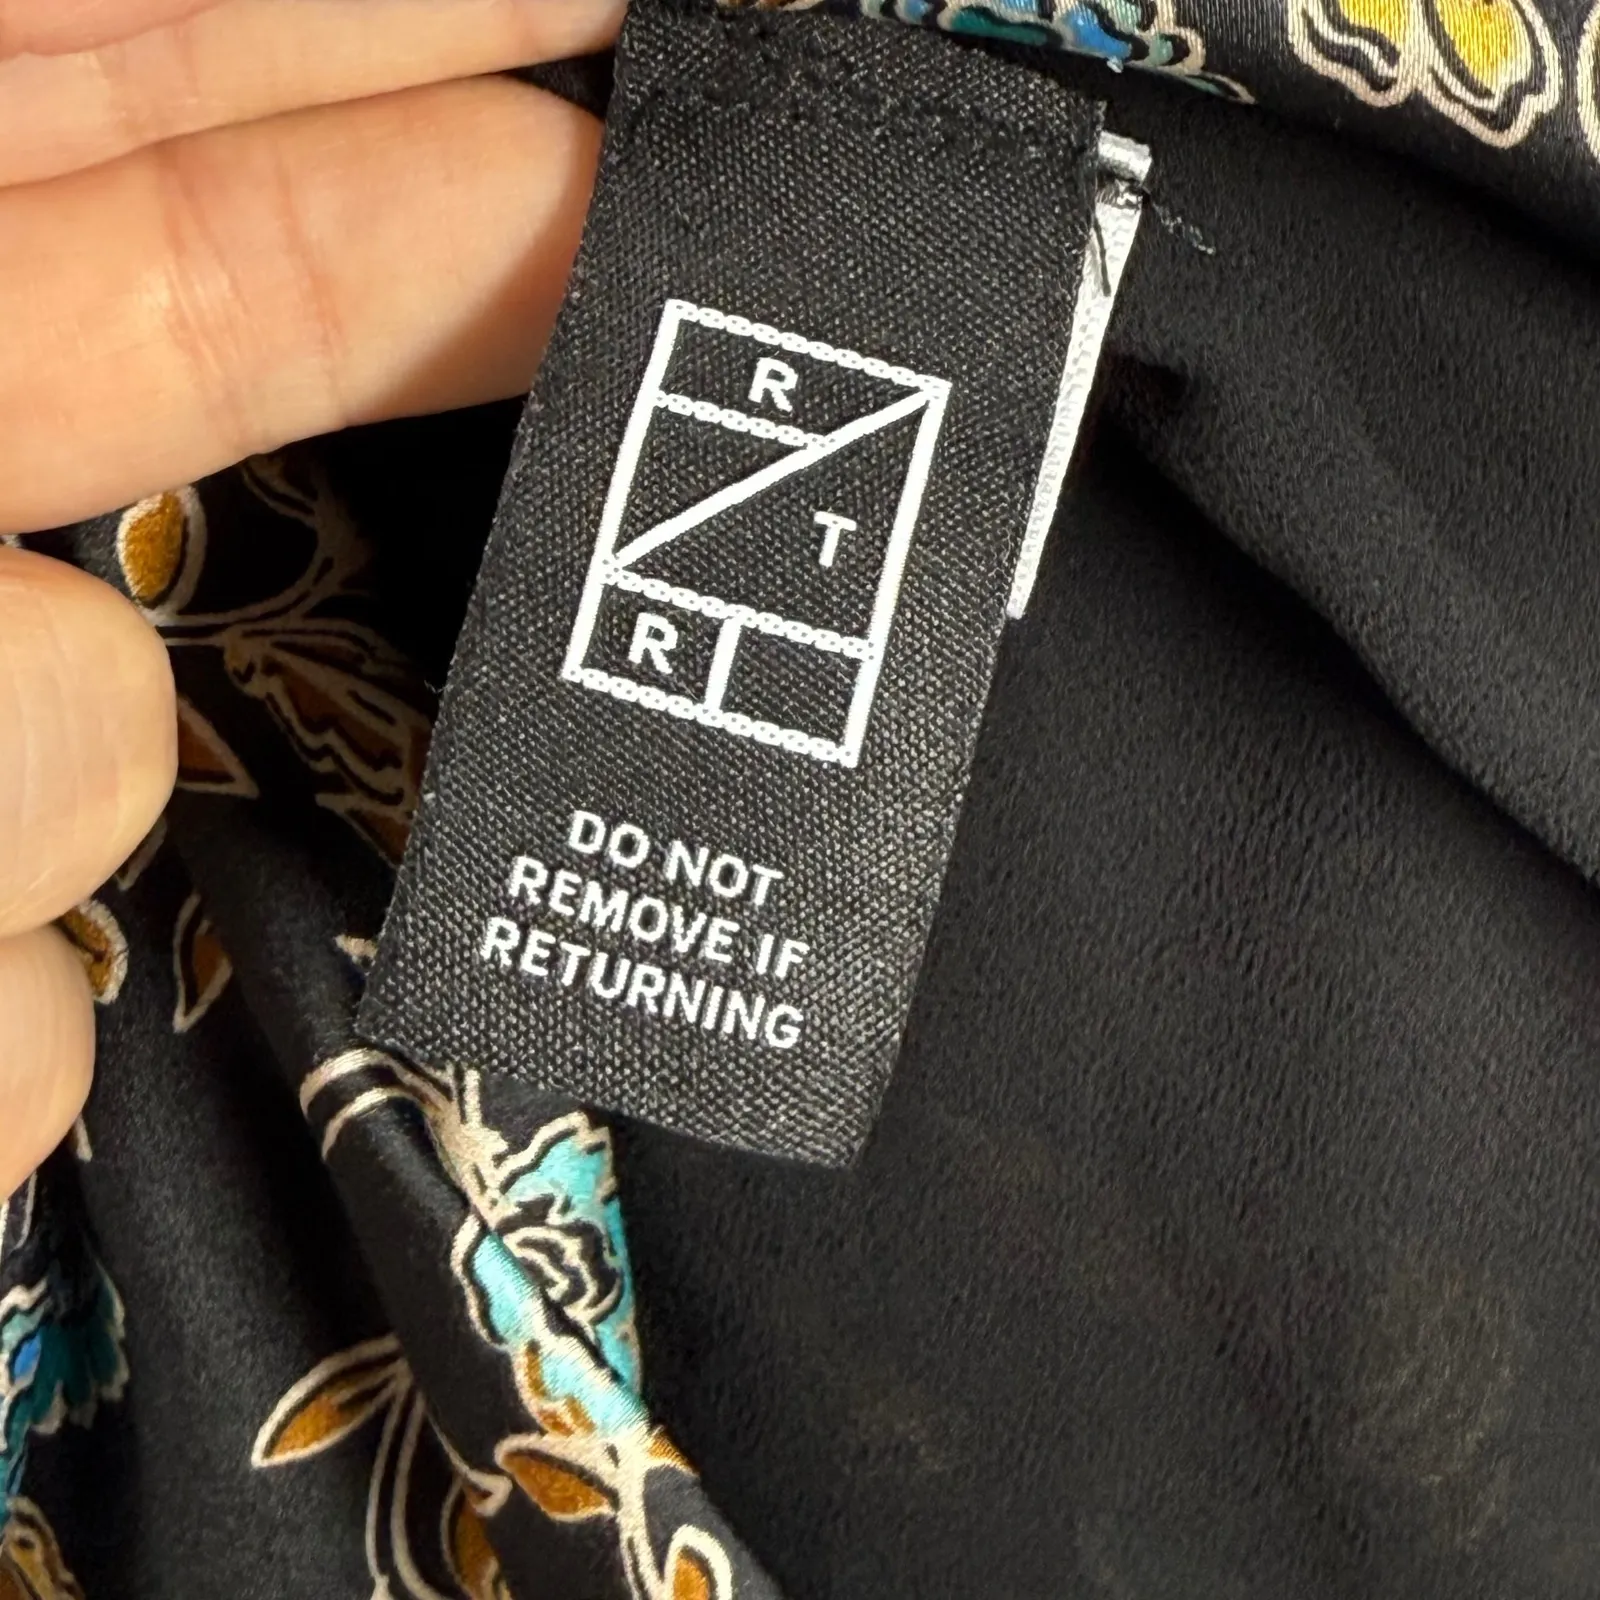 R
T
R
DO NOT
REMOVE IF
RETURNING